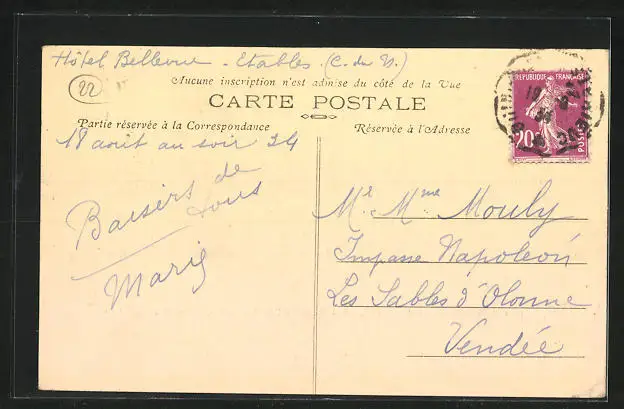 Hôtel Bellevue - Etables (C. du N.)
22
Aucune inscription n'est admise du côté de la Vue
CARTE POSTALE
Partie réservée à la Correspondance
Réservée à l'Adresse
18 août au soir 24
Baisers de
tous
Marie
RÉPUBLIQUE FRANÇAISE
20c
POSTES
Mr. Mme Mouly
Impasse Napoléon
Les Sables d'Olonne
Vendée